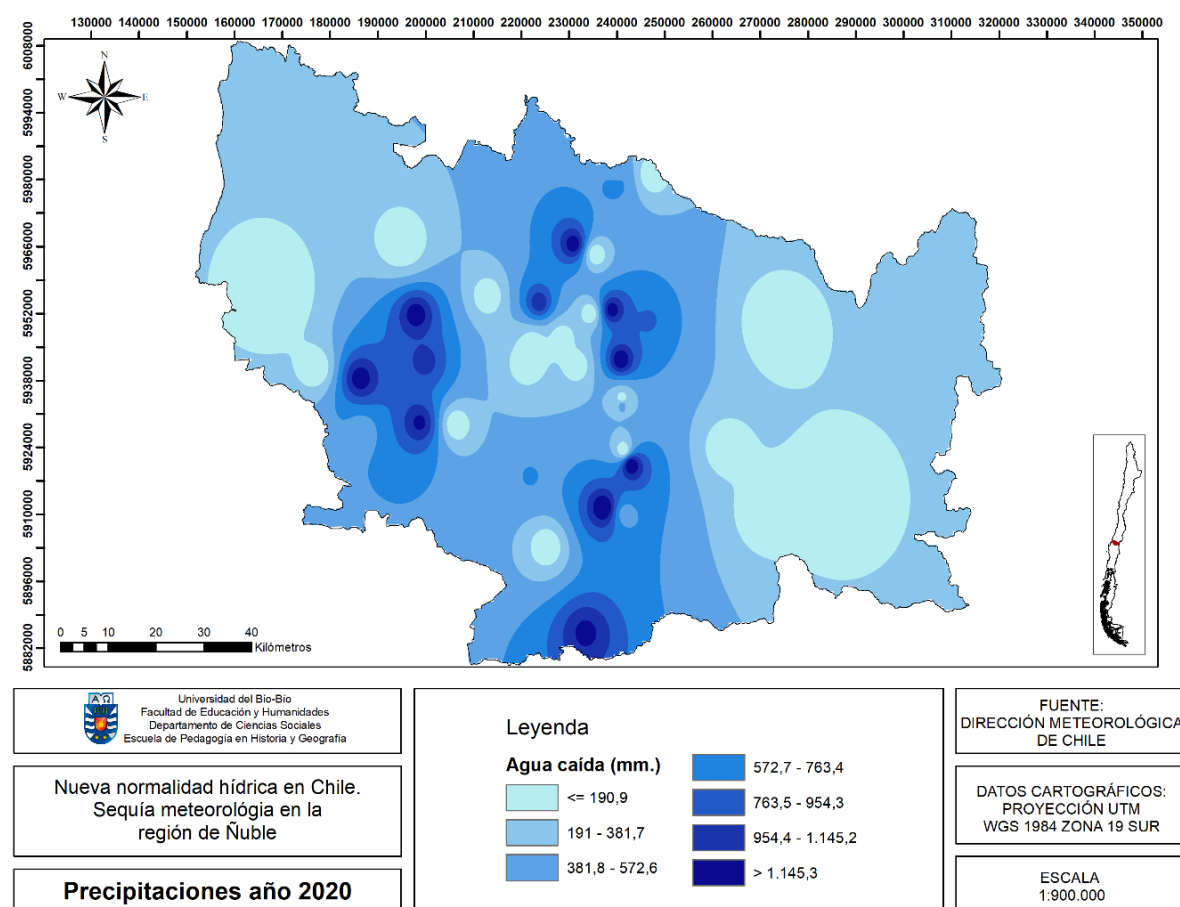 130000 140000 150000 160000 170000 180000 190000 200000 210000 220000 230000 240000 250000 260000 270000 280000 290000 300000 310000 320000 330000 340000 350000
6008000
5994000
5980000
5966000
5952000
5938000
5924000
5910000
5896000
5882000
N
W E
S
0 5 10 20 30 40
Kilómetros
ΑΩ
Universidad del Bío-Bío
Facultad de Educación y Humanidades
Departamento de Ciencias Sociales
Escuela de Pedagogía en Historia y Geografía
Nueva normalidad hídrica en Chile.
Sequía meteorológia en la
región de Ñuble
Precipitaciones año 2020
Leyenda
Agua caída (mm.)
<= 190,9
191 - 381,7
381,8 - 572,6
572,7 - 763,4
763,5 - 954,3
954,4 - 1.145,2
> 1.145,3
FUENTE:
DIRECCIÓN METEOROLÓGICA
DE CHILE
DATOS CARTOGRÁFICOS:
PROYECCIÓN UTM
WGS 1984 ZONA 19 SUR
ESCALA
1:900.000